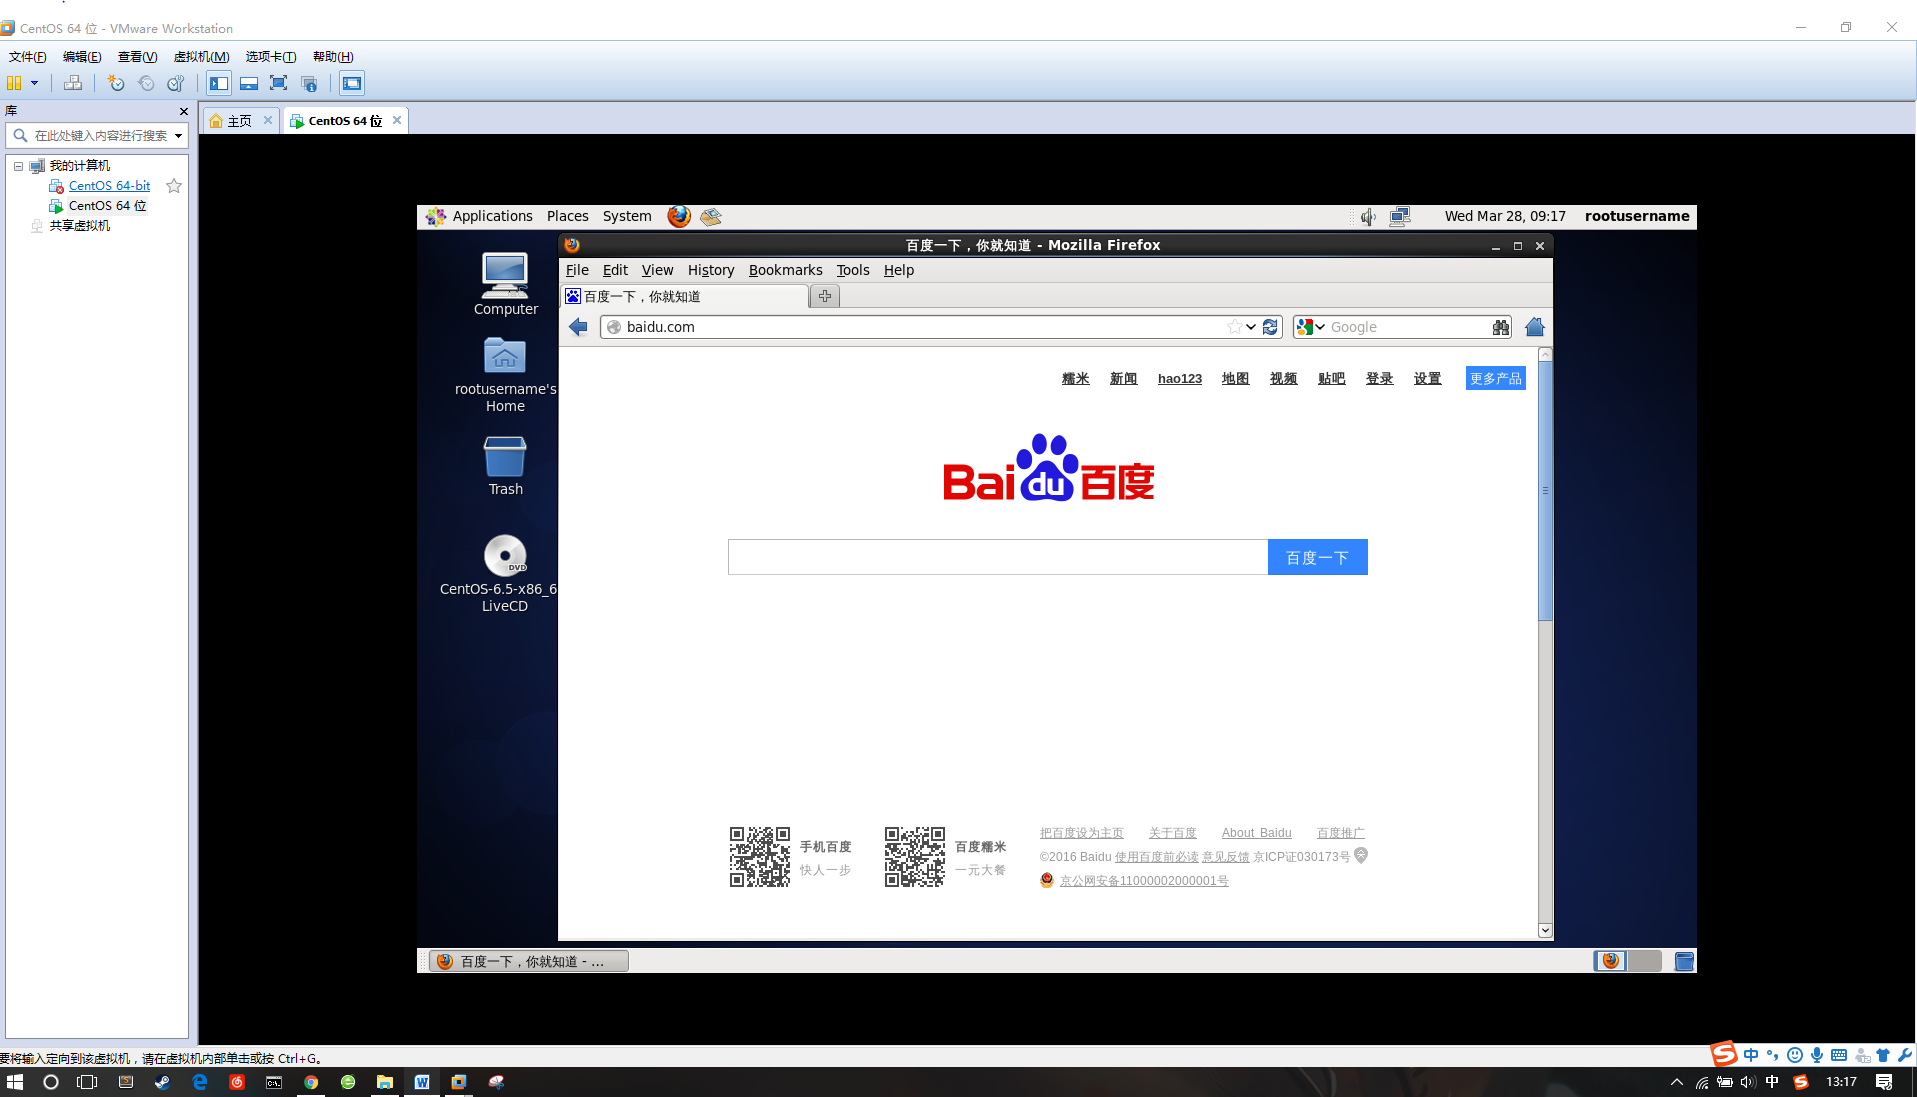 CentOS 64 位 - VMware Workstation
文件(F) 编辑(E) 查看(V) 虚拟机(M) 选项卡(T) 帮助(H)
库
主页
CentOS 64 位
在此处键入内容进行搜索
我的计算机
CentOS 64-bit
CentOS 64 位
共享虚拟机
Applications Places System
Wed Mar 28, 09:17 rootusername
Computer
rootusername's
Home
Trash
DVD
CentOS-6.5-x86_6
LiveCD
百度一下，你就知道 - Mozilla Firefox
File Edit View History Bookmarks Tools Help
百度一下，你就知道
baidu.com
Google
糯米 新闻 hao123 地图 视频 贴吧 登录 设置 更多产品
Bai du 百度
百度一下
手机百度
快人一步
百度糯米
一元大餐
把百度设为主页 关于百度 About Baidu 百度推广
©2016 Baidu 使用百度前必读 意见反馈 京ICP证030173号
京公网安备11000002000001号
百度一下，你就知道 - ...
要将输入定向到该虚拟机，请在虚拟机内部单击或按 Ctrl+G。
中
中
13:17